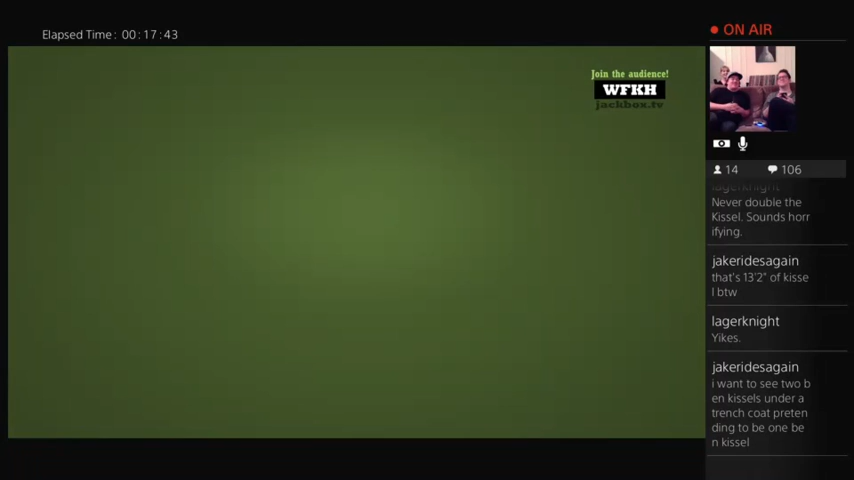 Elapsed Time: 00:17:43
ON AIR
Join the audience!
WFKH
jackbox.tv
14
106
lagerknight
Never double the
Kissel. Sounds horr
ifying.
jakeridesagain
that's 13'2" of kisse
l btw
lagerknight
Yikes.
jakeridesagain
i want to see two b
en kissels under a
trench coat preten
ding to be one be
n kissel